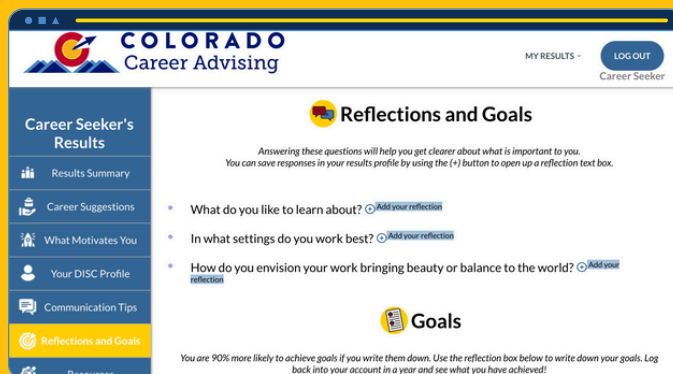 COLORADO
Career Advising
MY RESULTS -
LOG OUT
Career Seeker
Career Seeker's
Results
Results Summary
Career Suggestions
What Motivates You
Your DISC Profile
Communication Tips
Reflections and Goals
Resources
Reflections and Goals
Answering these questions will help you get clearer about what is important to you.
You can save responses in your results profile by using the (+) button to open up a reflection text box.
What do you like to learn about? Add your reflection
In what settings do you work best? Add your reflection
How do you envision your work bringing beauty or balance to the world? Add your
reflection
Goals
You are 90% more likely to achieve goals if you write them down. Use the reflection box below to write down your goals. Log
back into your account in a year and see what you have achieved!